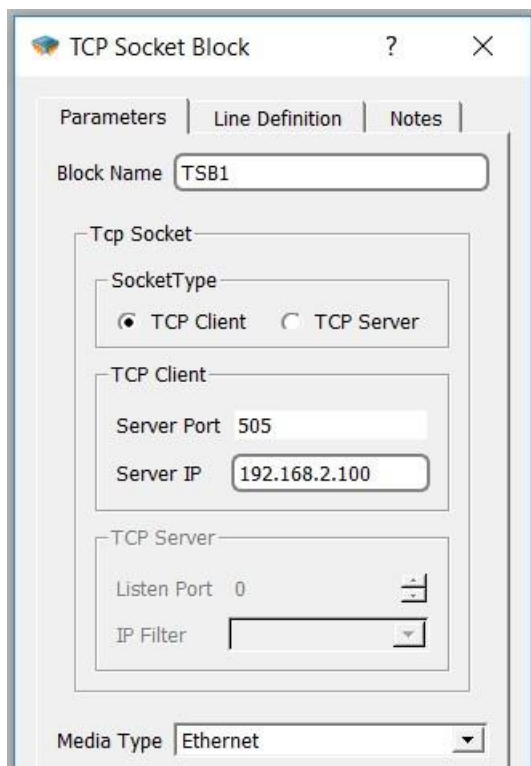 TCP Socket Block ? ×
Parameters Line Definition Notes
Block Name TSB1
Tcp Socket
SocketType
TCP Client TCP Server
TCP Client
Server Port 505
Server IP 192.168.2.100
TCP Server
Listen Port 0
IP Filter
Media Type Ethernet